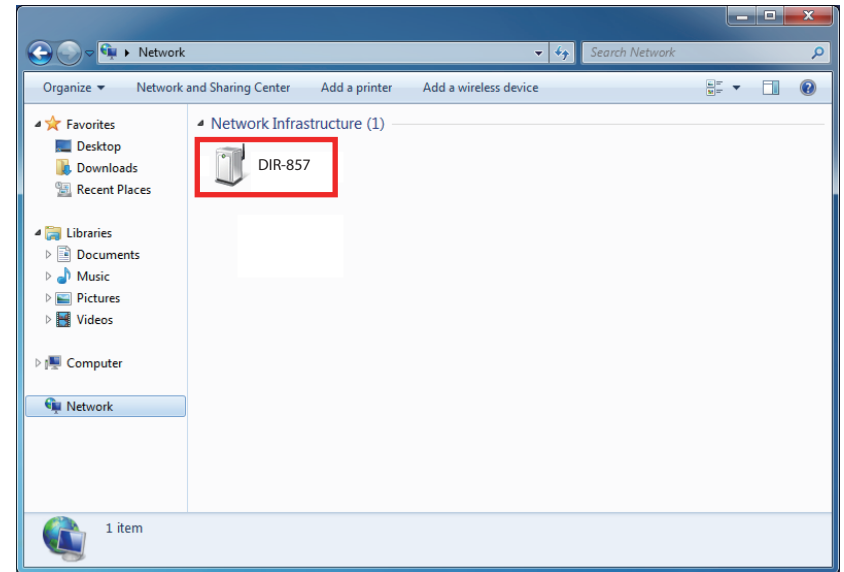 Network
Search Network
Organize Network and Sharing Center Add a printer Add a wireless device
Favorites
Desktop
Downloads
Recent Places
Libraries
Documents
Music
Pictures
Videos
Computer
Network
Network Infrastructure (1)
DIR-857
1 item